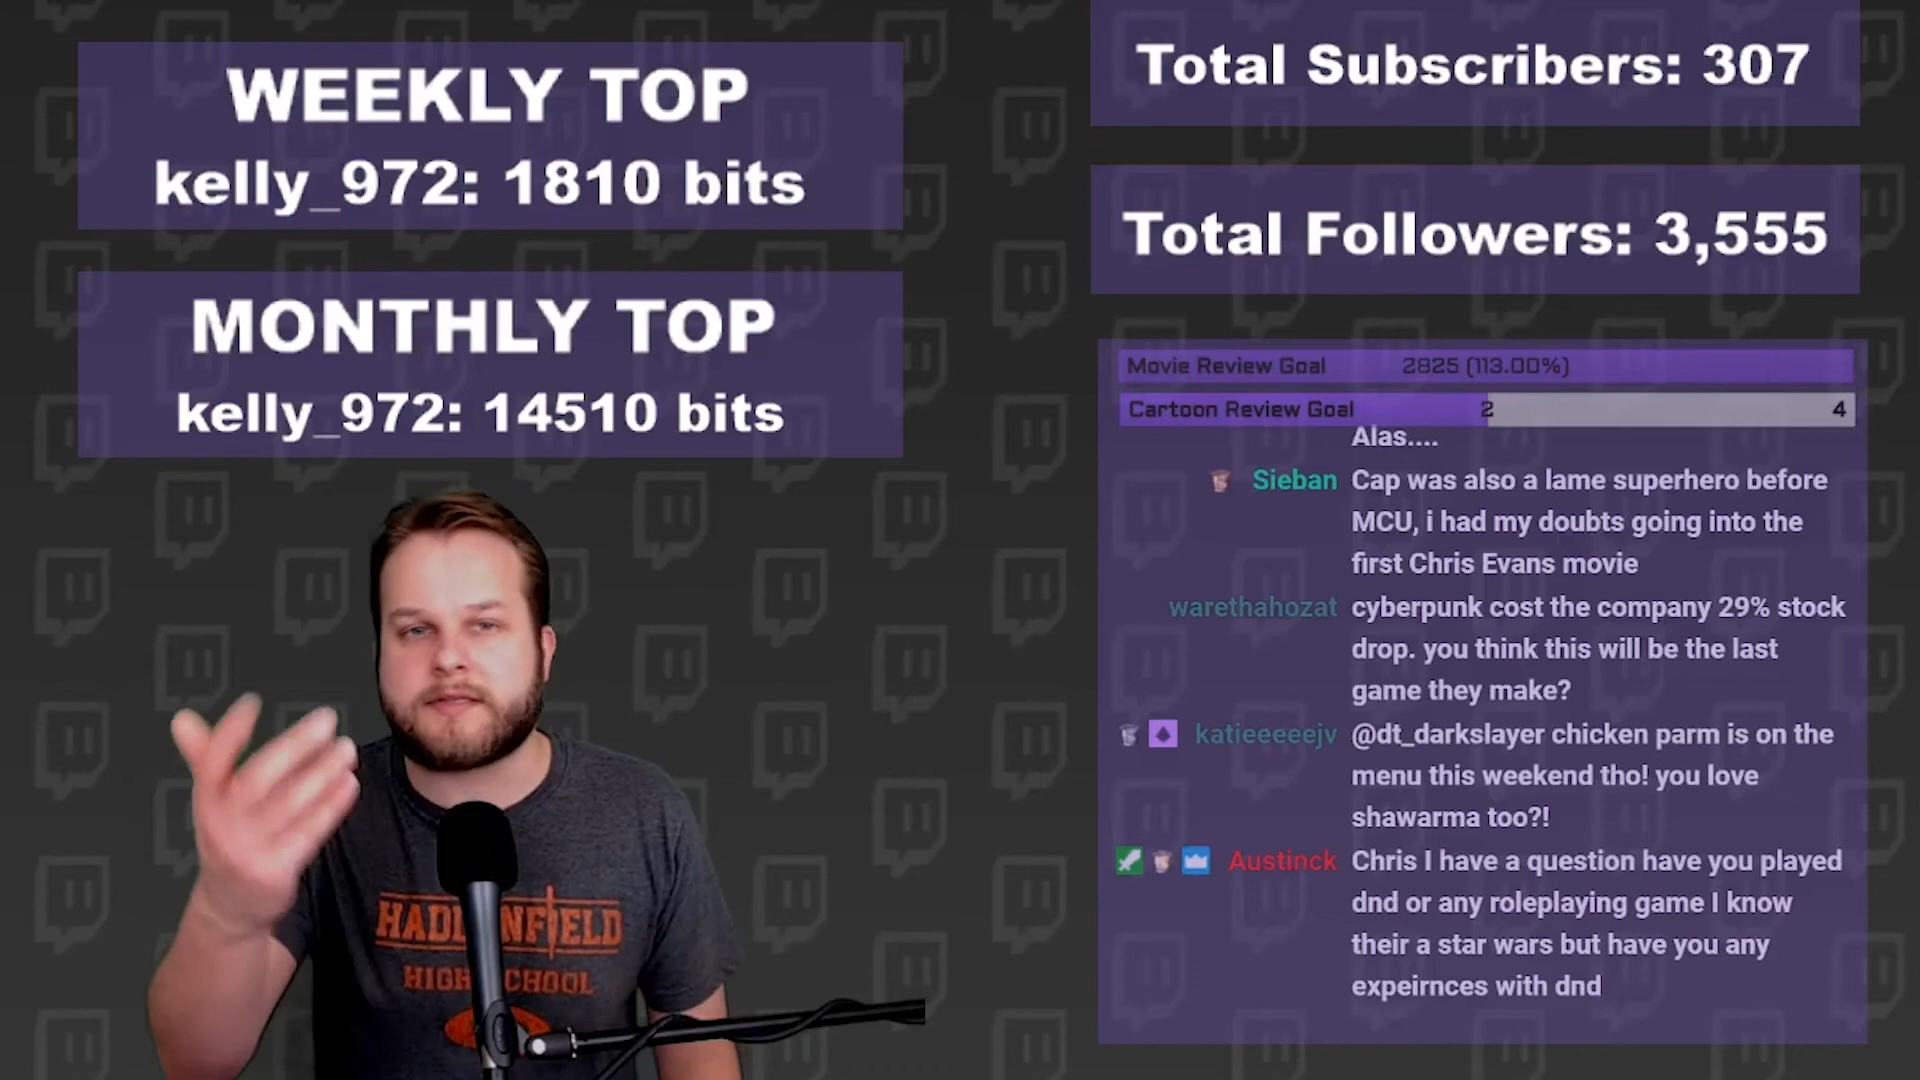 WEEKLY TOP
kelly_972: 1810 bits
MONTHLY TOP
kelly_972: 14510 bits
Total Subscribers: 307
Total Followers: 3,555
Movie Review Goal 2825 (113.00%)
Cartoon Review Goal 2 4
Alas....
Sieban Cap was also a lame superhero before
MCU, i had my doubts going into the
first Chris Evans movie
warethahozat cyberpunk cost the company 29% stock
drop. you think this will be the last
game they make?
katieeeeejv @dt_darkslayer chicken parm is on the
menu this weekend tho! you love
shawarma too?!
Austinck Chris I have a question have you played
dnd or any roleplaying game I know
their a star wars but have you any
expeirnces with dnd
HADDONFIELD
HIGH SCHOOL